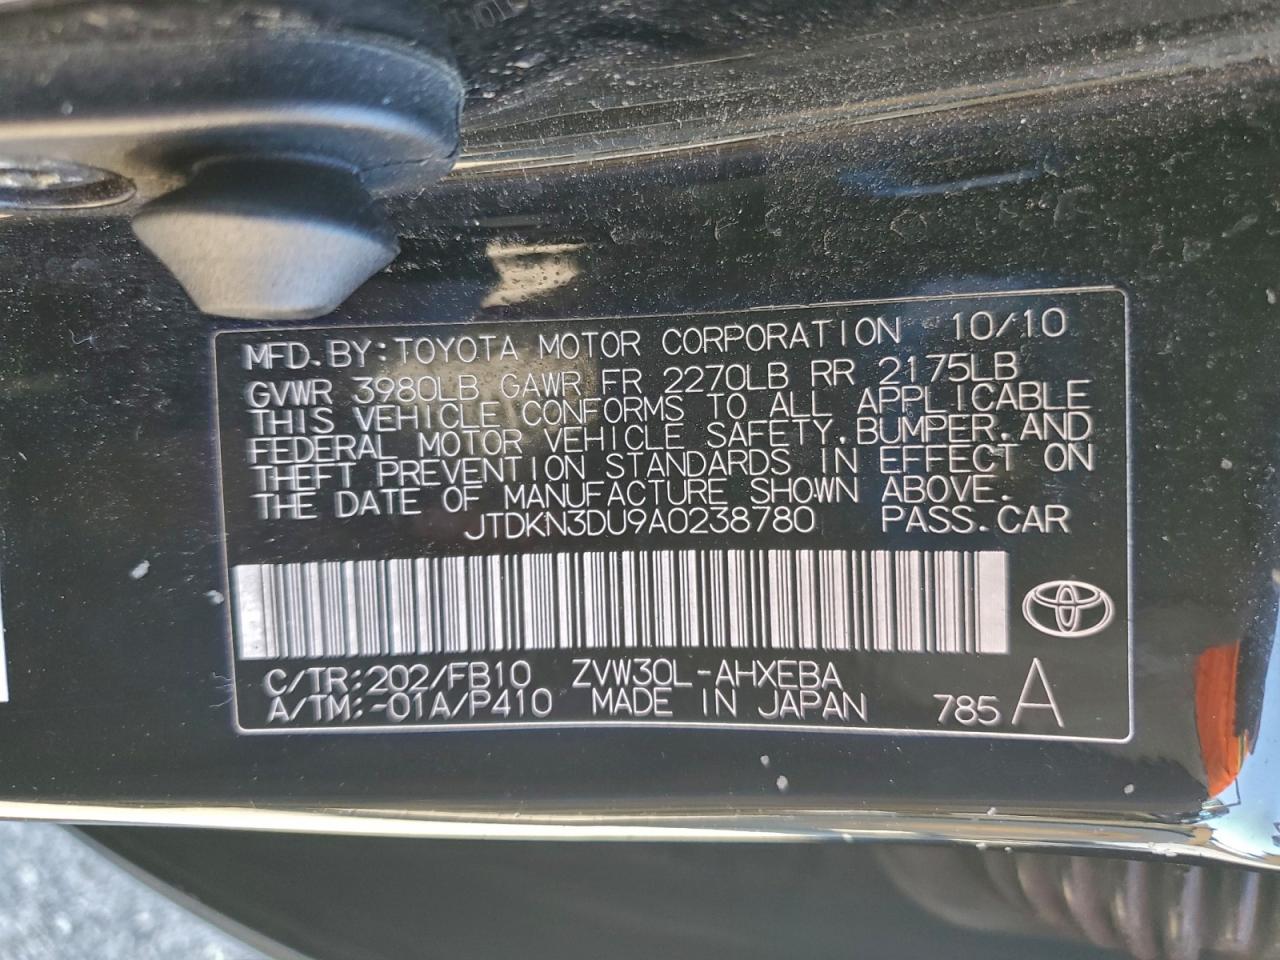 MFD.BY:TOYOTA MOTOR CORPORATION 10/10
GVWR 3980LB GAWR FR 2270LB RR 2175LB
THIS VEHICLE CONFORMS TO ALL APPLICABLE
FEDERAL MOTOR VEHICLE SAFETY,BUMPER,AND
THEFT PREVENTION STANDARDS IN EFFECT ON
THE DATE OF MANUFACTURE SHOWN ABOVE.
JTDKN3DU9A0238780 PASS.CAR
C/TR:202/FB10 ZVW30L-AHXEBA
A/TM:-01A/P410 MADE IN JAPAN 785 A